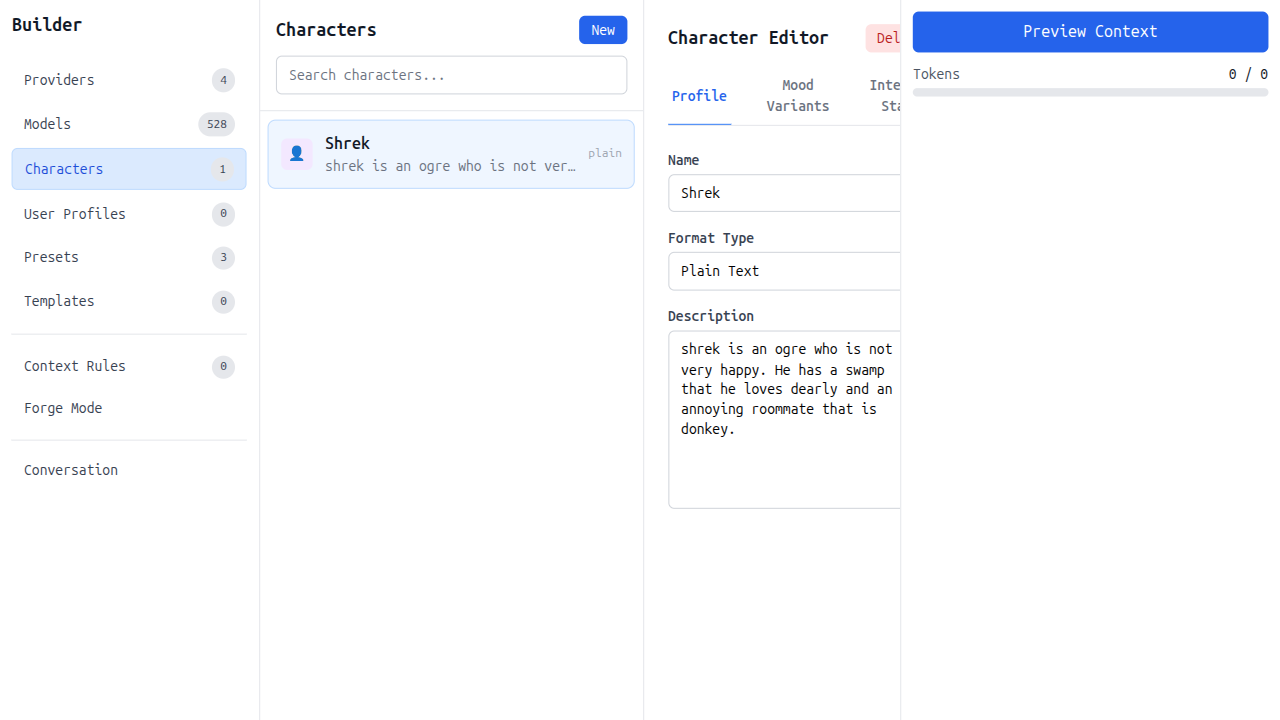 Builder
Providers 4
Models 528
Characters 1
User Profiles 0
Presets 3
Templates 0
Context Rules 0
Forge Mode
Conversation
Characters New
Search characters...
Shrek
shrek is an ogre who is not ver…
plain
Character Editor Del
Profile
Mood
Variants
Inte
Sta
Name
Shrek
Format Type
Plain Text
Description
shrek is an ogre who is not
very happy. He has a swamp
that he loves dearly and an
annoying roommate that is
donkey.
Preview Context
Tokens 0 / 0